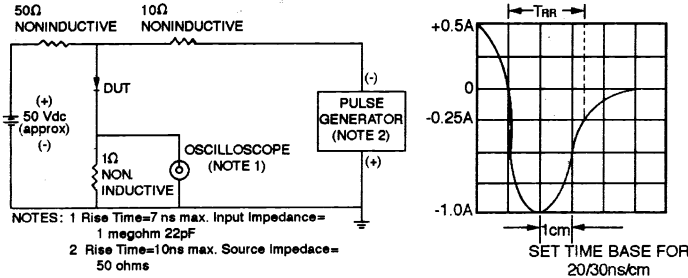 50Ω
NONINDUCTIVE
10Ω
NONINDUCTIVE
DUT
(+)
50 Vdc
(approx)
(-)
1Ω
NON.
INDUCTIVE
OSCILLOSCOPE
(NOTE 1)
(-)
PULSE
GENERATOR
(NOTE 2)
(+)
NOTES: 1 Rise Time=7 ns max. Input Impedance=
1 megohm 22pF
2 Rise Time=10ns max. Source Impedace=
50 ohms
TRR
+0.5A
0
-0.25A
-1.0A
1cm
SET TIME BASE FOR
20/30ns/cm